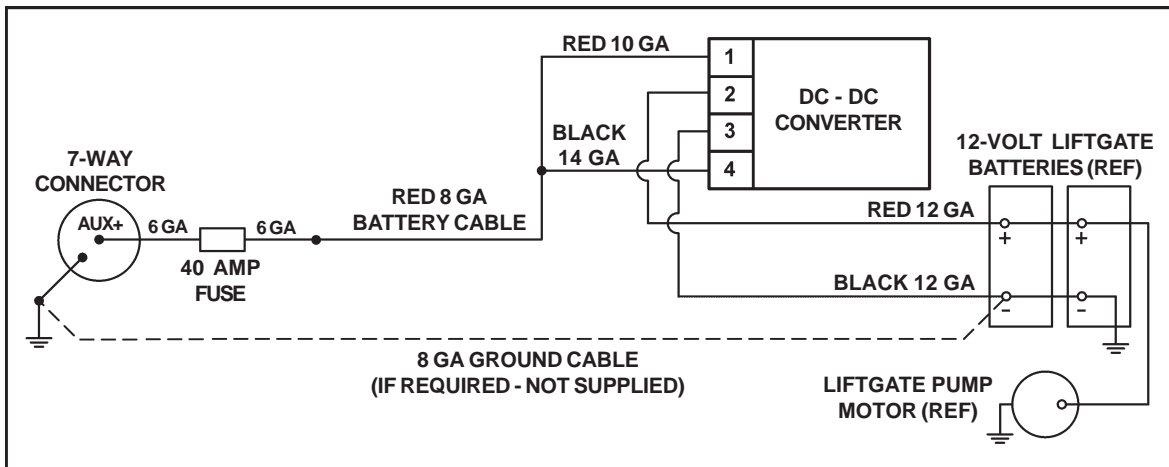 RED 10 GA
1
2
3
4
DC - DC
CONVERTER
BLACK
14 GA
12-VOLT LIFTGATE
BATTERIES (REF)
7-WAY
CONNECTOR
AUX+
6 GA
6 GA
40 AMP
FUSE
RED 8 GA
BATTERY CABLE
RED 12 GA
+
+
BLACK 12 GA
-
-
8 GA GROUND CABLE
(IF REQUIRED - NOT SUPPLIED)
LIFTGATE PUMP
MOTOR (REF)